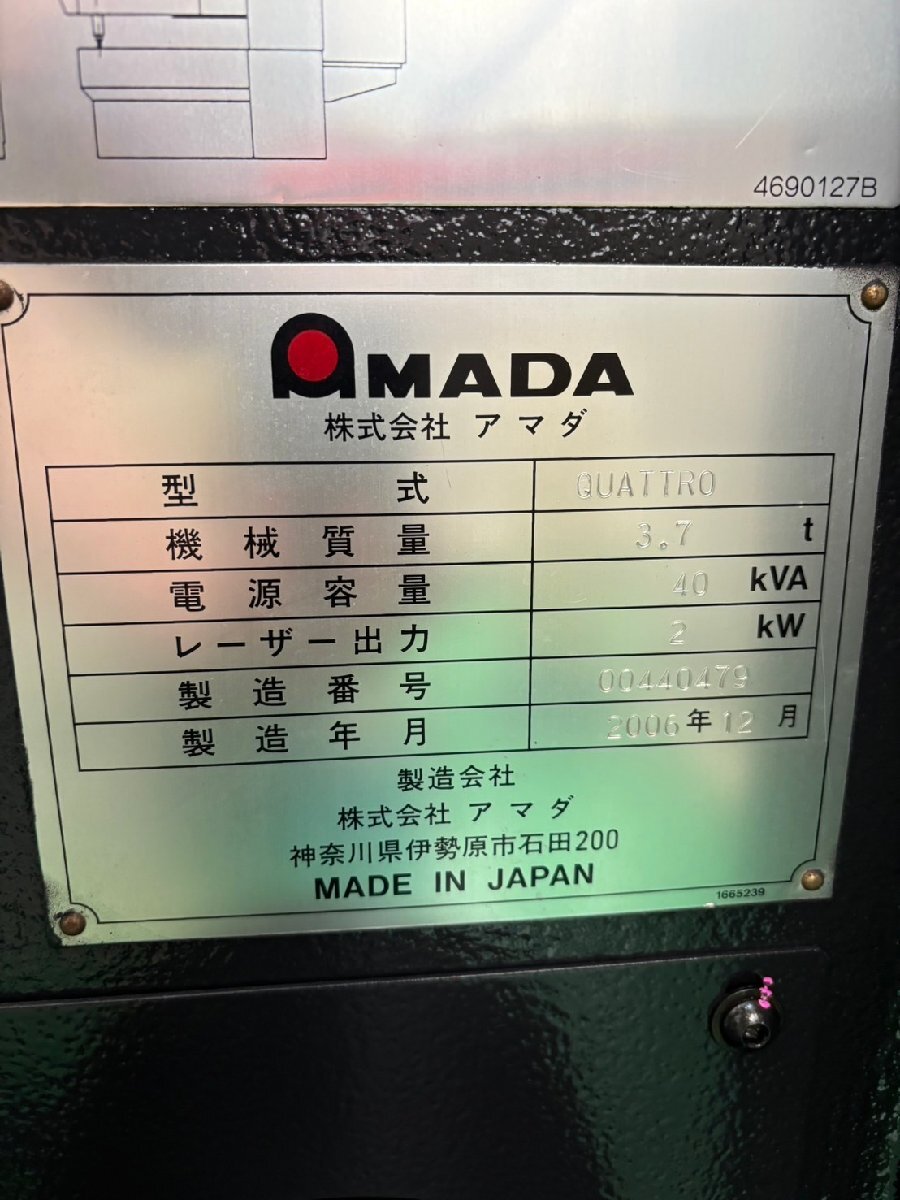 4690127B
AMADA
株式会社 アマダ
型式 QUATTRO
機械質量 3.7 t
電源容量 40 kVA
レーザー出力 2 kW
製造番号 00440479
製造年月 2006年12月
製造会社
株式会社 アマダ
神奈川県伊勢原市石田200
MADE IN JAPAN
1665239